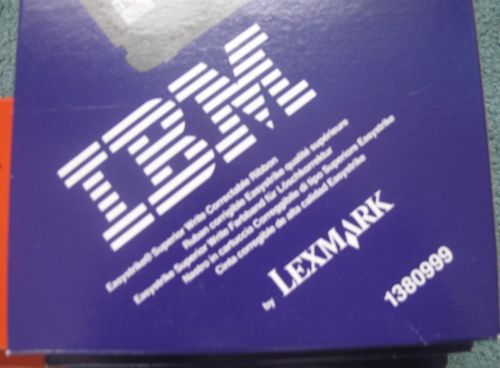 IBM
Easystrike® Superior Write Correctable Ribbon
Ruban corrigible Easystrike qualité supérieure
Easystrike Superior Write Farbband für Löschkorrektur
Nastro in cartuccia Correggibile di tipo Superiore Easystrike
Cinta corregible de alta calidad Easystrike
by LEXMARK
1380999